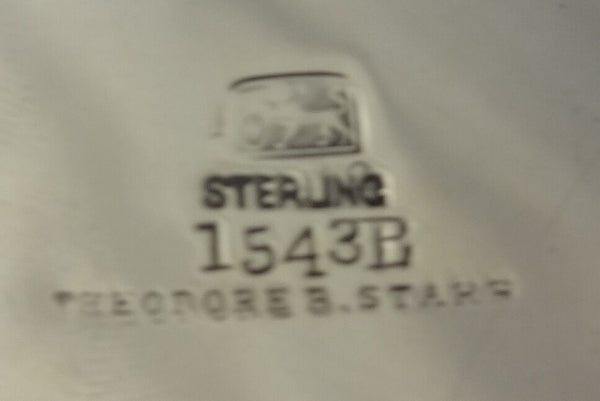 STERLING
1543B
THEODORE B. STARR